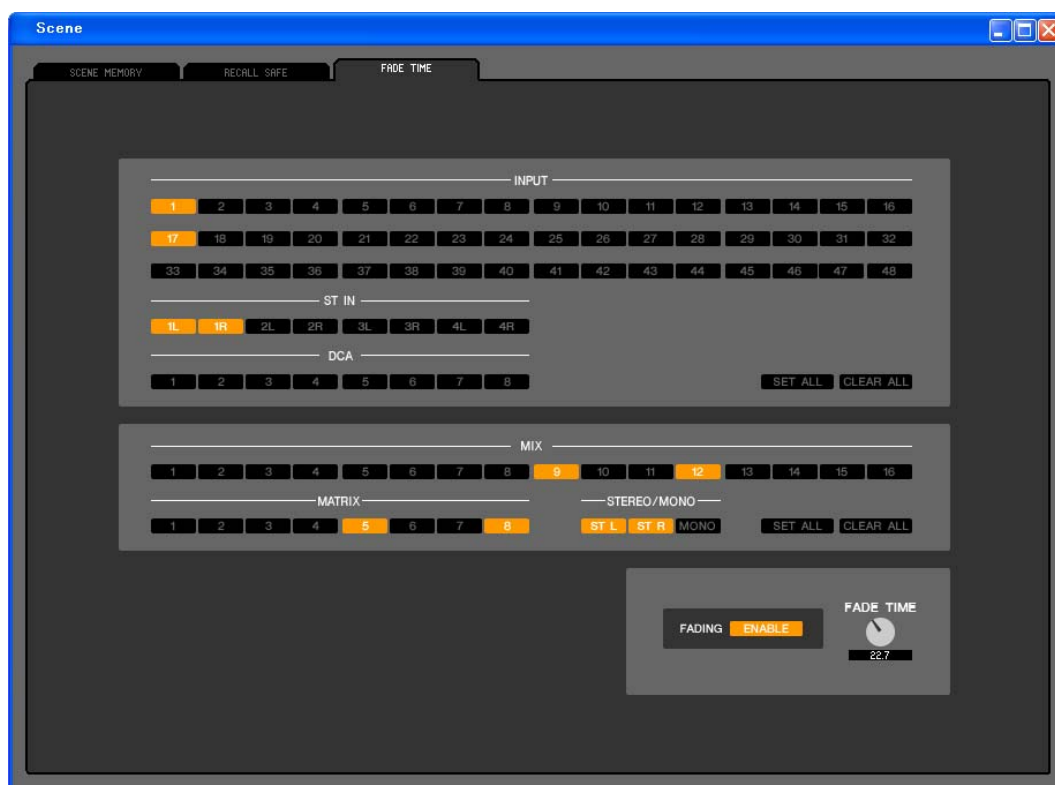 Scene
SCENE MEMORY RECALL SAFE FADE TIME
INPUT
1 2 3 4 5 6 7 8 9 10 11 12 13 14 15 16
17 18 19 20 21 22 23 24 25 26 27 28 29 30 31 32
33 34 35 36 37 38 39 40 41 42 43 44 45 46 47 48
ST IN
1L 1R 2L 2R 3L 3R 4L 4R
DCA
1 2 3 4 5 6 7 8 SET ALL CLEAR ALL
MIX
1 2 3 4 5 6 7 8 9 10 11 12 13 14 15 16
MATRIX STEREO/MONO
1 2 3 4 5 6 7 8 ST L ST R MONO SET ALL CLEAR ALL
FADE TIME
FADING ENABLE
22.7